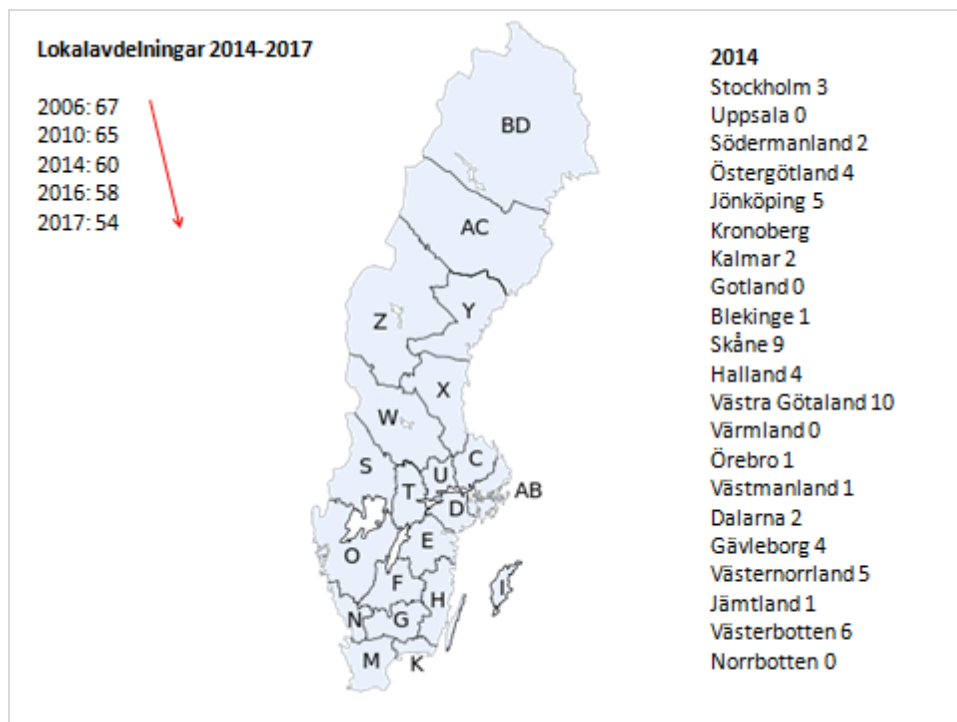 Lokalavdelningar 2014-2017
2006: 67
2010: 65
2014: 60
2016: 58
2017: 54
BD
AC
Z
Y
X
W
S
C
U
T
AB
D
O
E
F
H
I
N
G
M
K
2014
Stockholm 3
Uppsala 0
Södermanland 2
Östergötland 4
Jönköping 5
Kronoberg
Kalmar 2
Gotland 0
Blekinge 1
Skåne 9
Halland 4
Västra Götaland 10
Värmland 0
Örebro 1
Västmanland 1
Dalarna 2
Gävleborg 4
Västernorrland 5
Jämtland 1
Västerbotten 6
Norrbotten 0